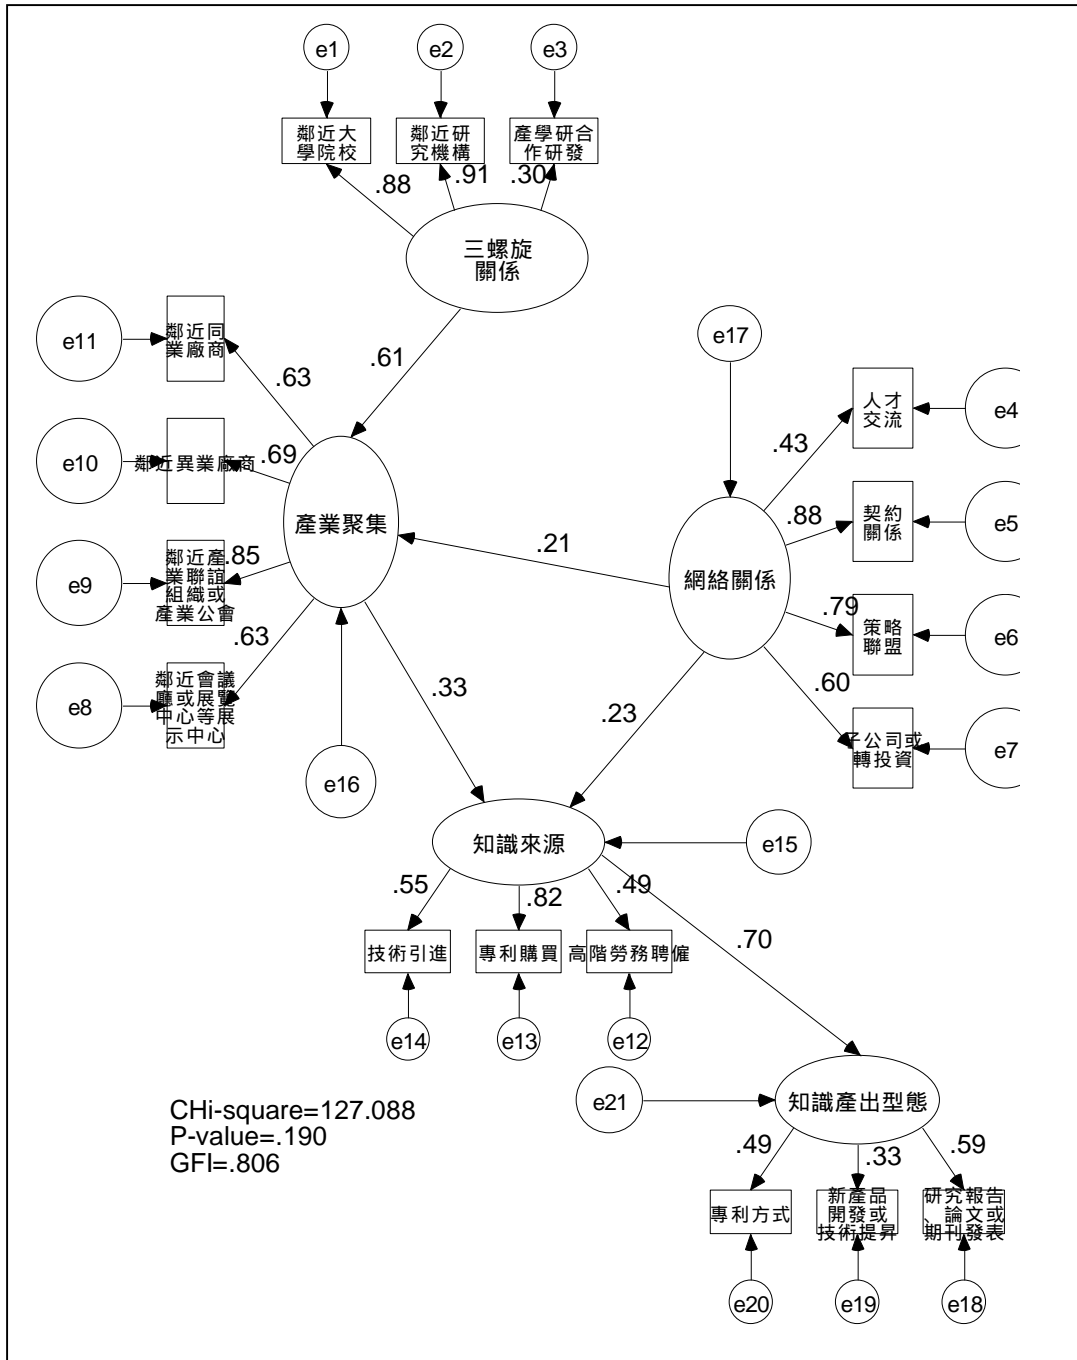 e1
e2
e3
鄰近大
學院校
鄰近研
究機構
產學研合
作研發
.88
.91
.30
三螺旋
關係
e11
鄰近同
業廠商
.63
.61
e17
人才
交流
e4
.43
e10
鄰近異業廠商
.69
產業聚集
.88
契約
關係
e5
.21
網絡關係
e9
鄰近產
業聯誼
組織或
產業公會
.85
.79
策略
聯盟
e6
.63
.60
e8
鄰近會議
廳或展覽
中心等展
示中心
.33
.23
子公司或
轉投資
e7
e16
知識來源
e15
.55
.82
.49
.70
技術引進
專利購買
高階勞務聘僱
e14
e13
e12
e21
知識產出型態
CHi-square=127.088
P-value=.190
GFI=.806
.49
.33
.59
專利方式
新產品
開發或
技術提昇
研究報告
、論文或
期刊發表
e20
e19
e18